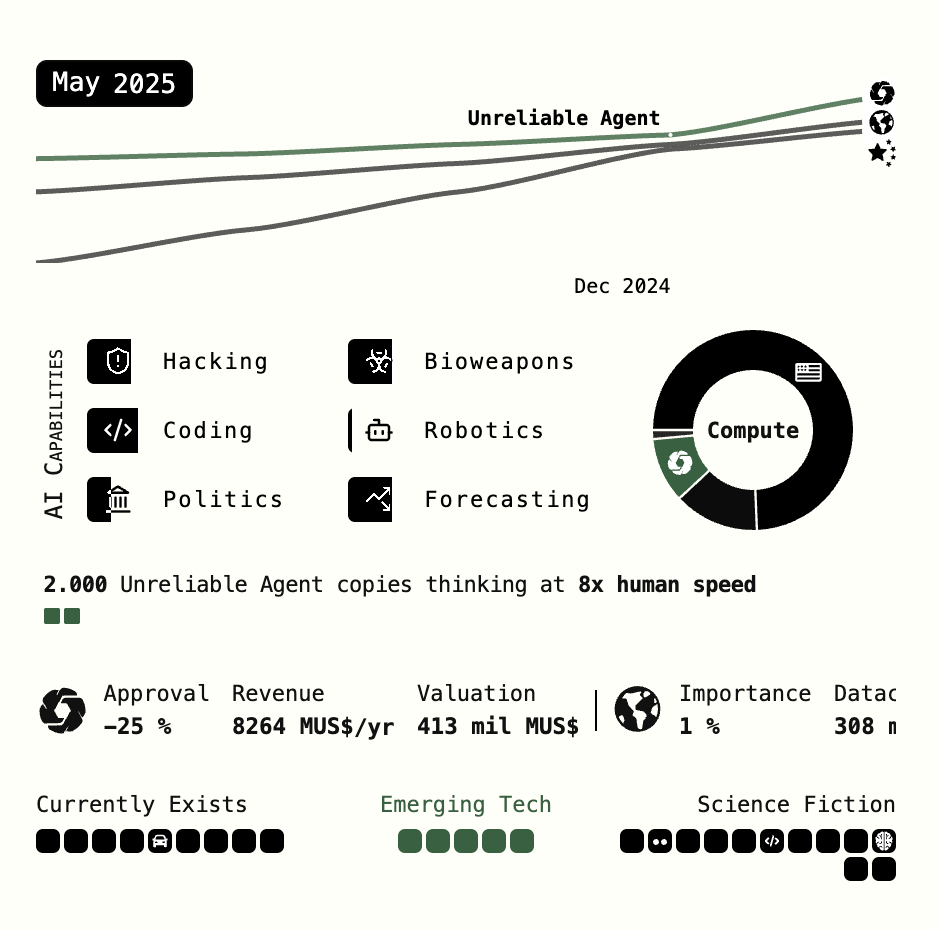 May 2025
Unreliable Agent
Dec 2024
AI CAPABILITIES
Hacking
Bioweapons
Coding
Robotics
Politics
Forecasting
Compute
2.000 Unreliable Agent copies thinking at 8x human speed
Approval Revenue Valuation Importance Datac
−25 % 8264 MUS$/yr 413 mil MUS$ 1 % 308 m
Currently Exists Emerging Tech Science Fiction